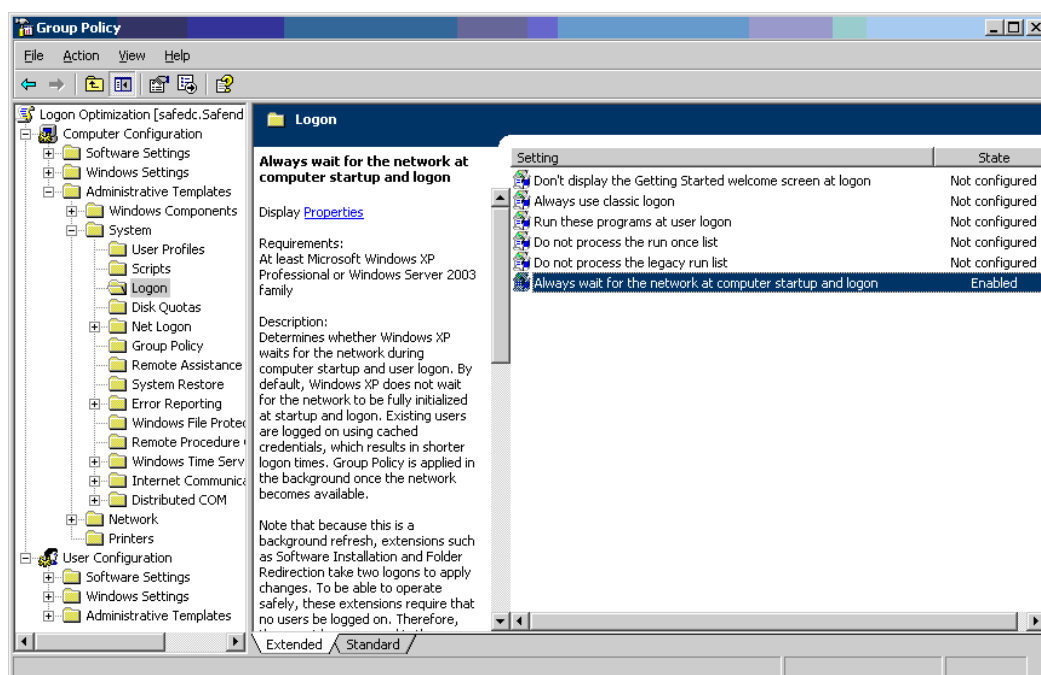 Group Policy
File Action View Help
Logon Optimization [safedc.Safend
Computer Configuration
Software Settings
Windows Settings
Administrative Templates
Windows Components
System
User Profiles
Scripts
Logon
Disk Quotas
Net Logon
Group Policy
Remote Assistance
System Restore
Error Reporting
Windows File Protec
Remote Procedure
Windows Time Serv
Internet Communica
Distributed COM
Network
Printers
User Configuration
Software Settings
Windows Settings
Administrative Templates
Logon
Always wait for the network at
computer startup and logon
Display Properties
Requirements:
At least Microsoft Windows XP
Professional or Windows Server 2003
family
Description:
Determines whether Windows XP
waits for the network during
computer startup and user logon. By
default, Windows XP does not wait
for the network to be fully initialized
at startup and logon. Existing users
are logged on using cached
credentials, which results in shorter
logon times. Group Policy is applied in
the background once the network
becomes available.
Note that because this is a
background refresh, extensions such
as Software Installation and Folder
Redirection take two logons to apply
changes. To be able to operate
safely, these extensions require that
no users be logged on. Therefore,
Setting State
Don't display the Getting Started welcome screen at logon Not configured
Always use classic logon Not configured
Run these programs at user logon Not configured
Do not process the run once list Not configured
Do not process the legacy run list Not configured
Always wait for the network at computer startup and logon Enabled
Extended Standard